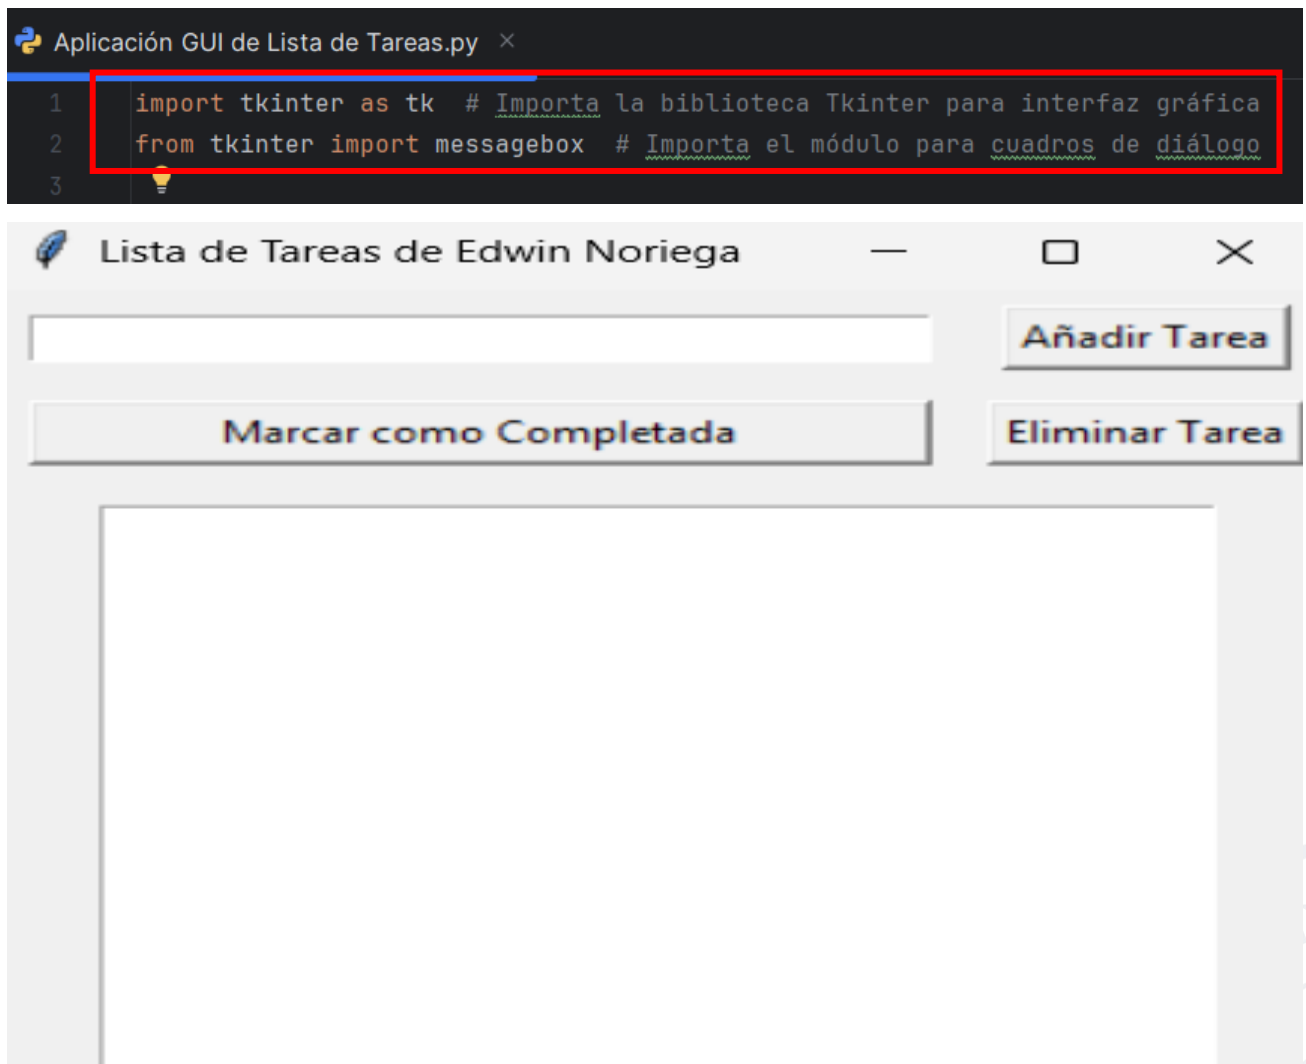 Aplicación GUI de Lista de Tareas.py
1 import tkinter as tk  # Importa la biblioteca Tkinter para interfaz gráfica
2 from tkinter import messagebox  # Importa el módulo para cuadros de diálogo
3
Lista de Tareas de Edwin Noriega
Añadir Tarea
Marcar como Completada Eliminar Tarea